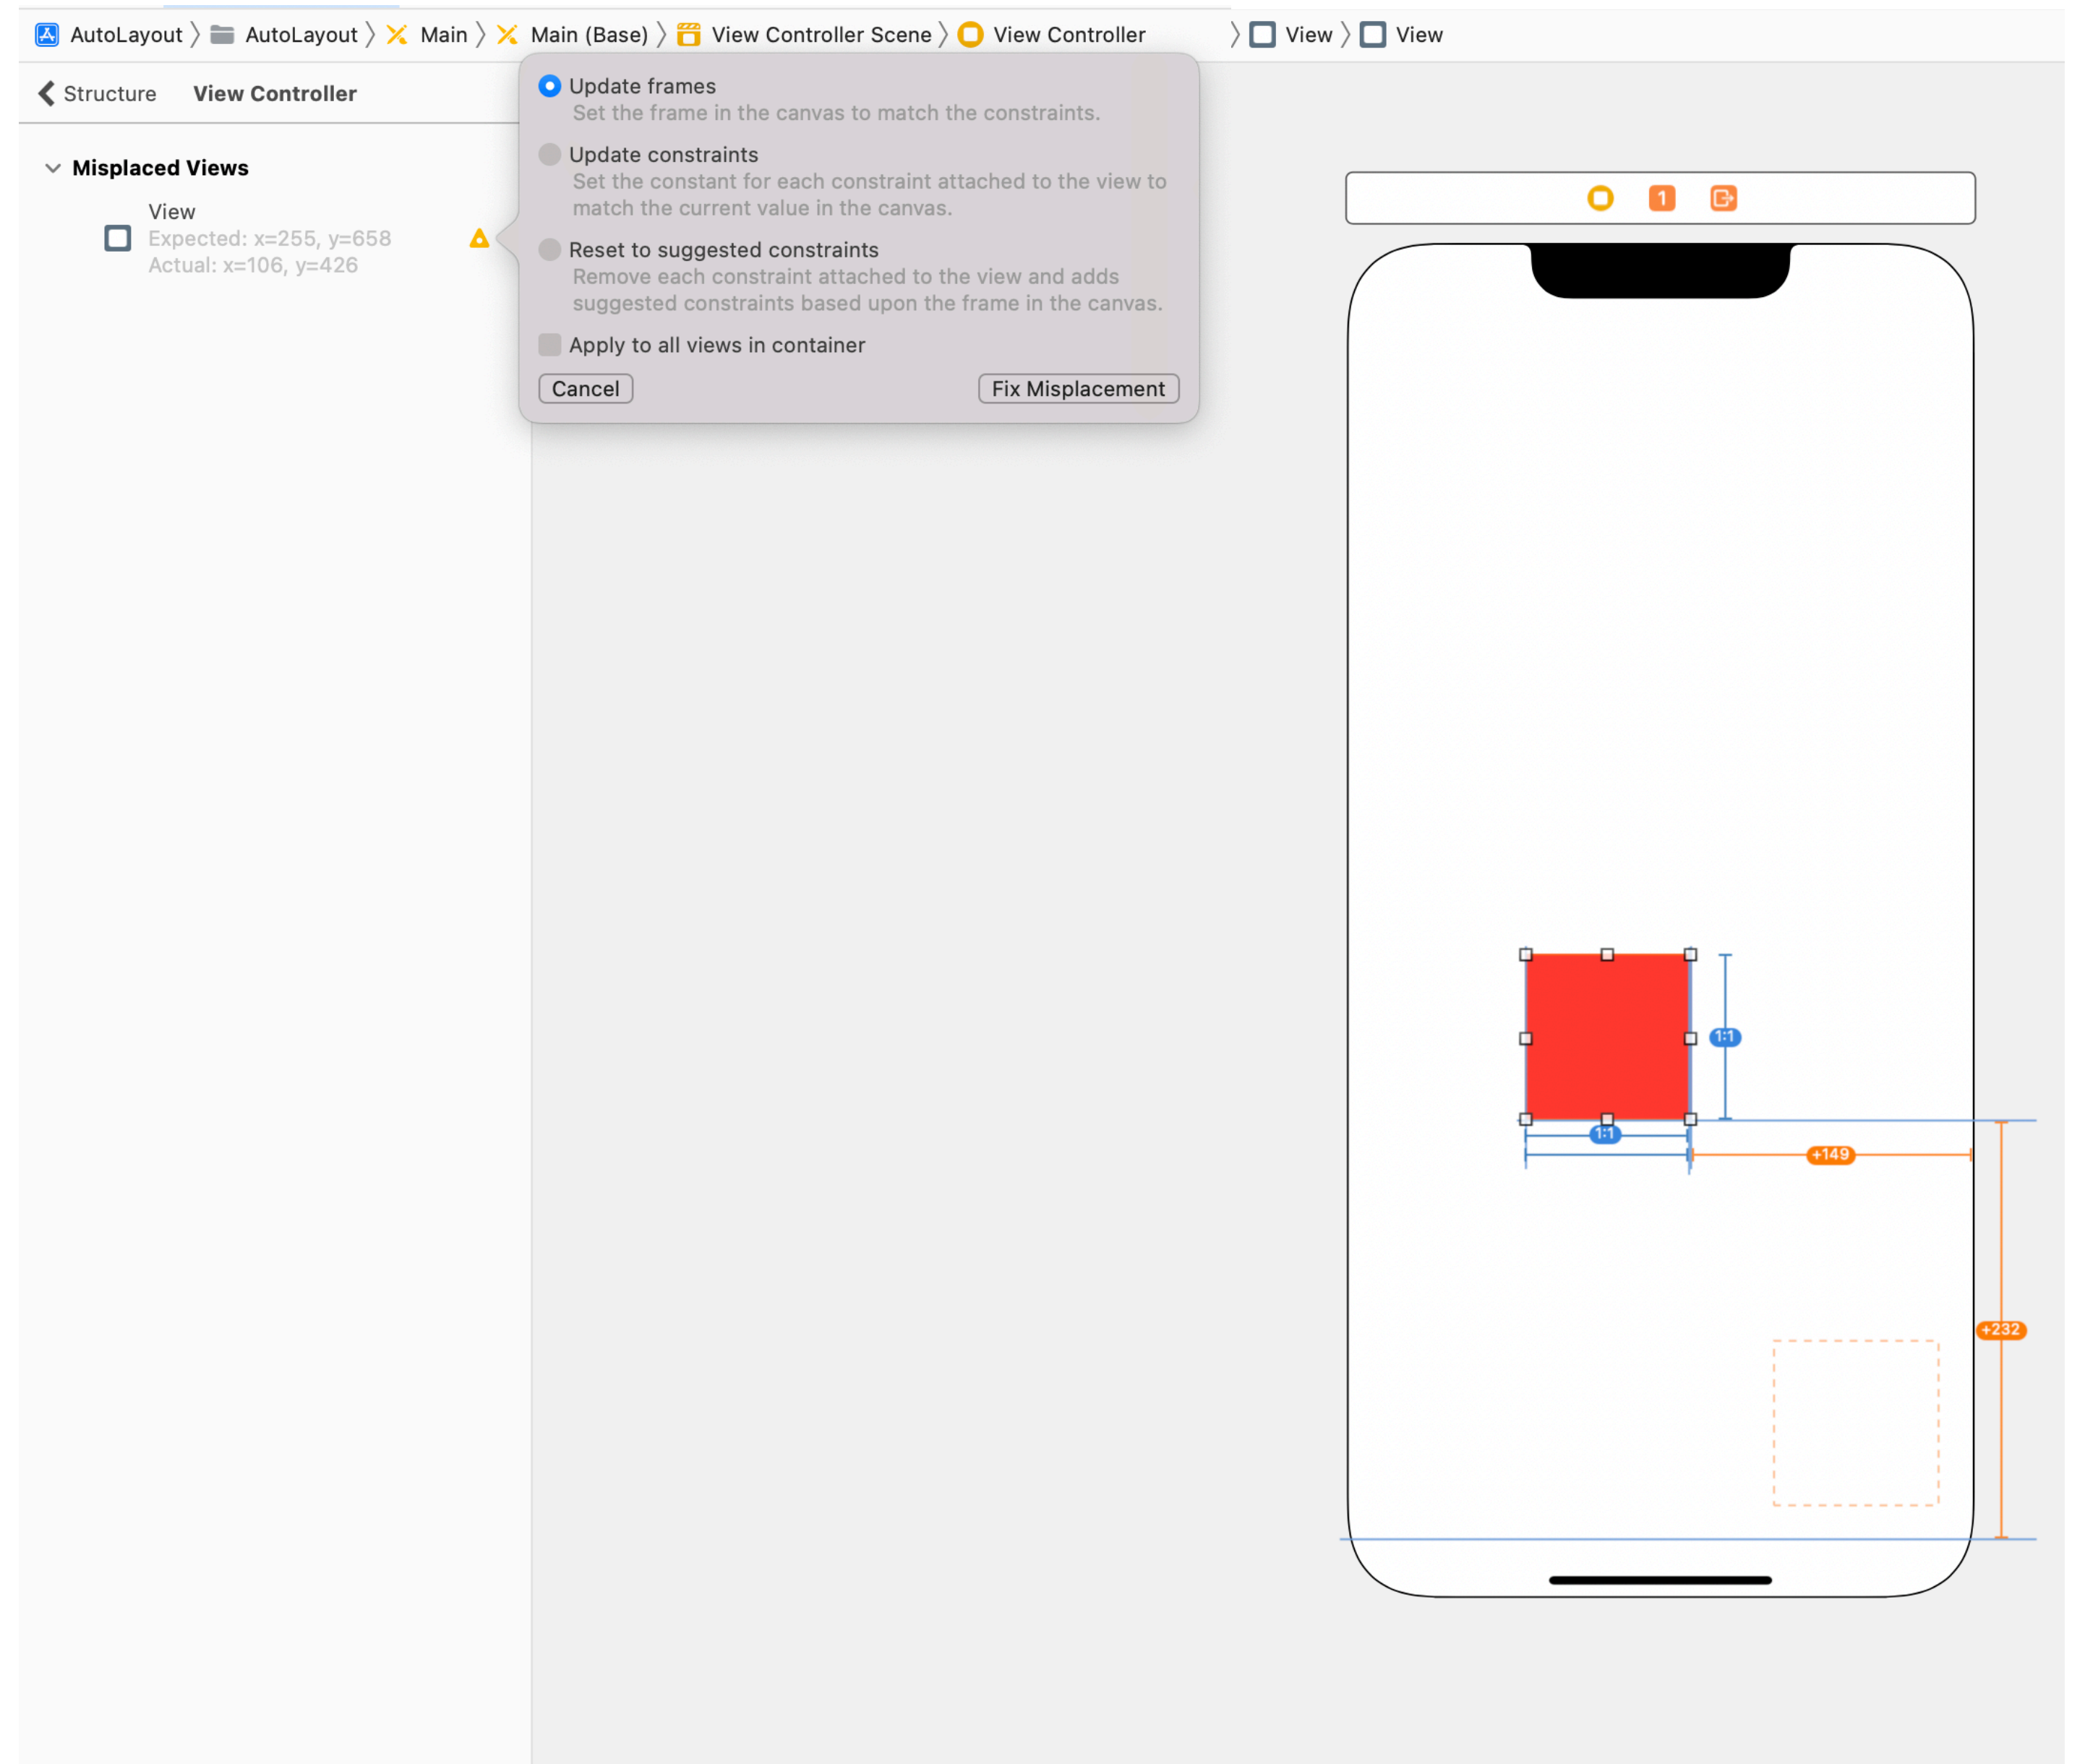 AutoLayout AutoLayout Main Main (Base) View Controller Scene View Controller View View
Structure View Controller
Misplaced Views
View
Expected: x=255, y=658
Actual: x=106, y=426
Update frames
Set the frame in the canvas to match the constraints.
Update constraints
Set the constant for each constraint attached to the view to
match the current value in the canvas.
Reset to suggested constraints
Remove each constraint attached to the view and adds
suggested constraints based upon the frame in the canvas.
Apply to all views in container
Cancel Fix Misplacement
1
1:1
1:1
+149
+232